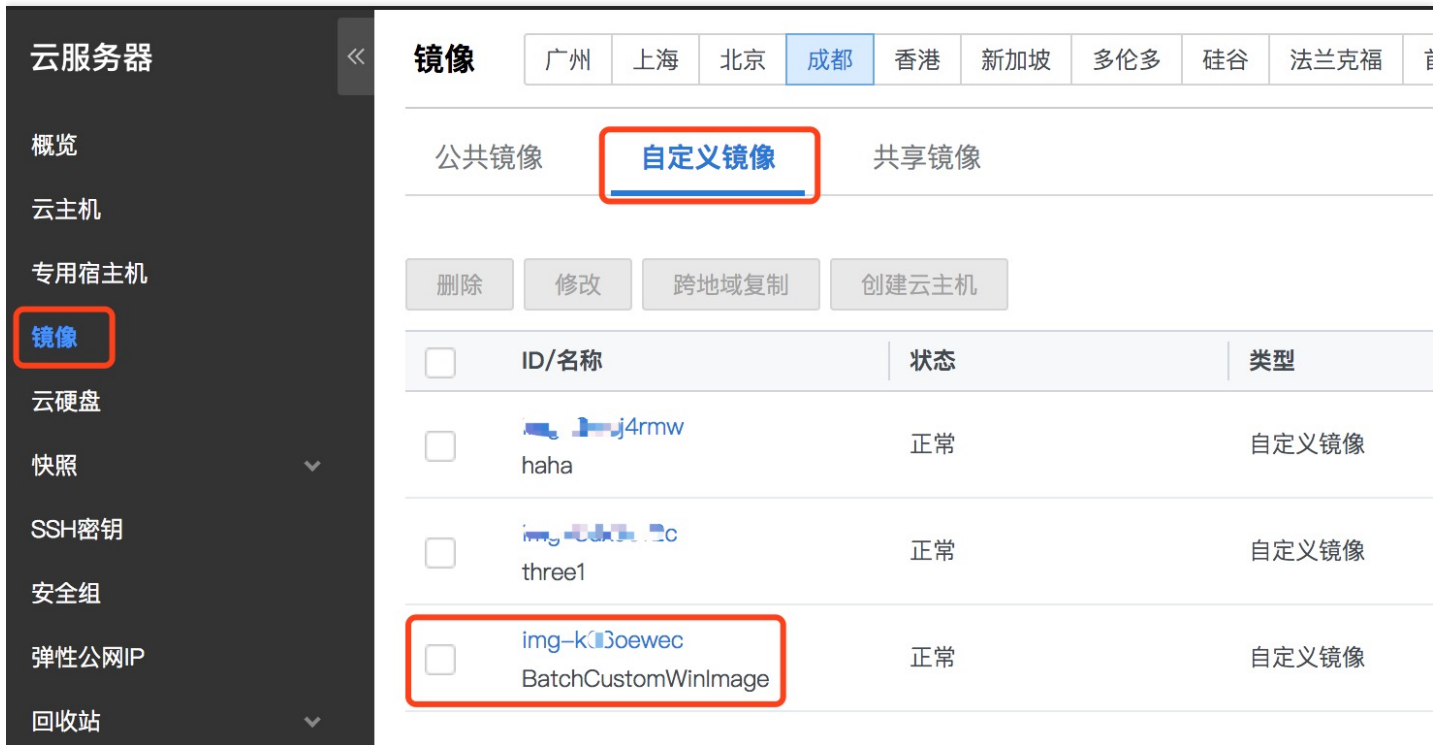 云服务器
概览
云主机
专用宿主机
镜像
云硬盘
快照
SSH密钥
安全组
弹性公网IP
回收站
镜像 广州 上海 北京 成都 香港 新加坡 多伦多 硅谷 法兰克福
公共镜像 自定义镜像 共享镜像
删除 修改 跨地域复制 创建云主机
ID/名称 状态 类型
haha 正常 自定义镜像
three1 正常 自定义镜像
BatchCustomWinImage 正常 自定义镜像